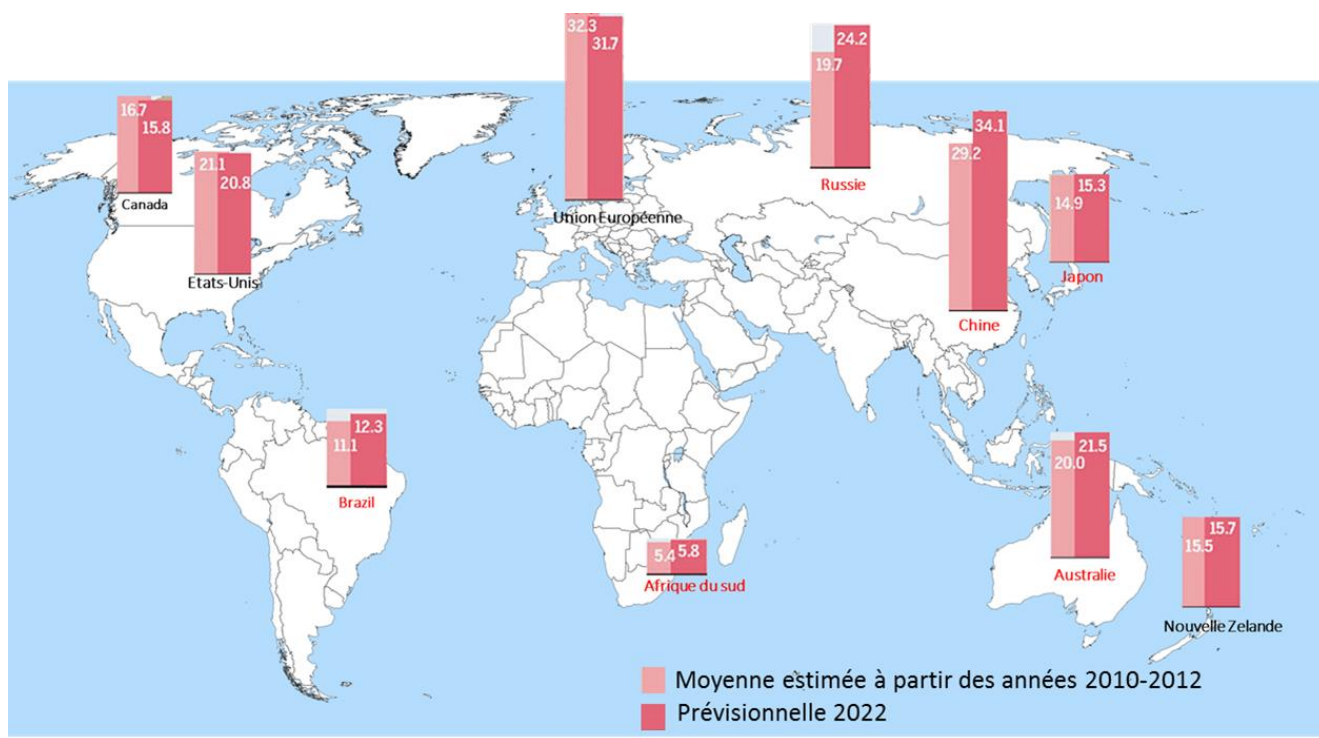 16.7
15.8
Canada
21.1
20.8
Etats-Unis
32.3
31.7
Union Européenne
19.7
24.2
Russie
29.2
34.1
Chine
14.9
15.3
Japon
11.1
12.3
Brazil
5.4
5.8
Afrique du sud
20.0
21.5
Australie
15.5
15.7
Nouvelle Zelande
Moyenne estimée à partir des années 2010-2012
Prévisionnelle 2022